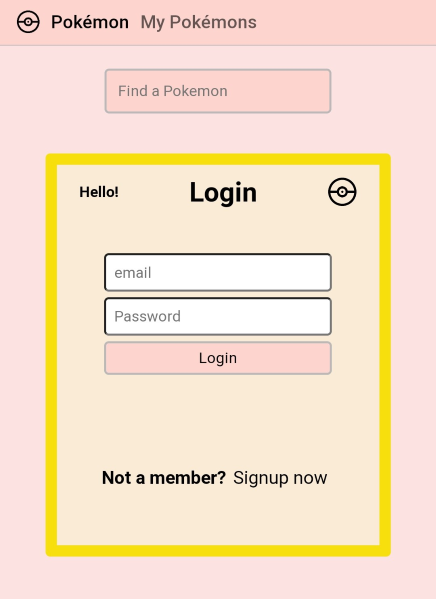 Pokémon My Pokémons
Find a Pokemon
Hello! Login
email
Password
Login
Not a member? Signup now